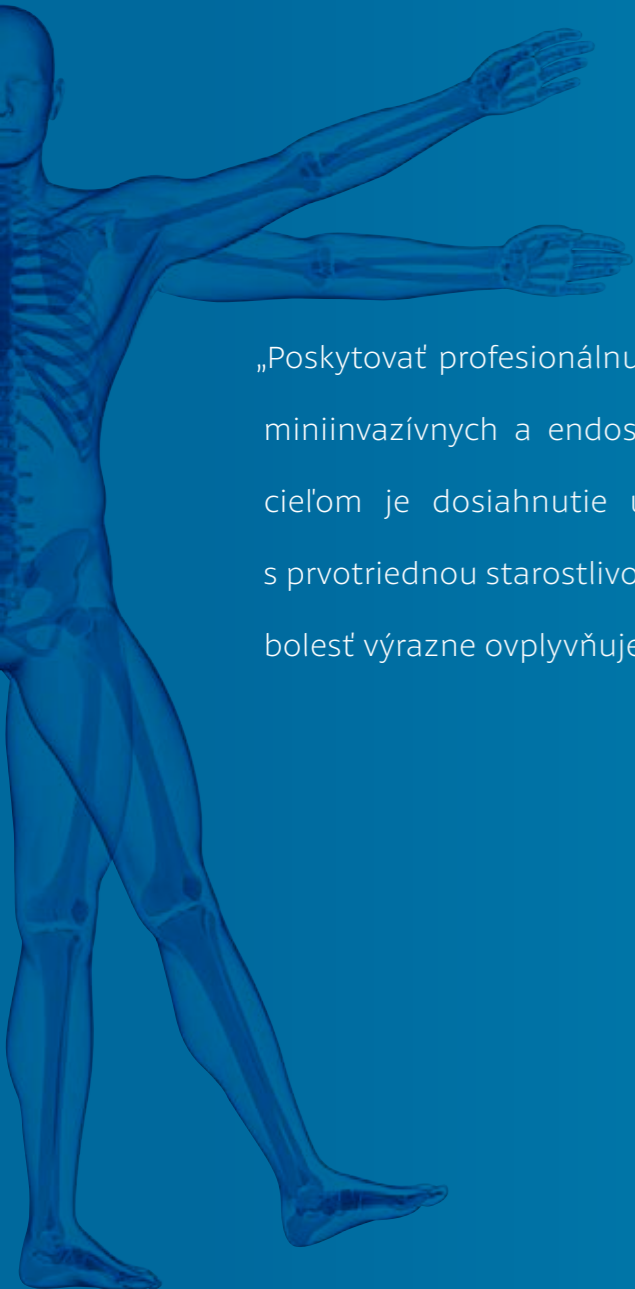 „Poskytovať profesionálnu
miniinvazívnych a endos
cieľom je dosiahnutie
s prvotriednou starostlivo
bolesť výrazne ovplyvňuje